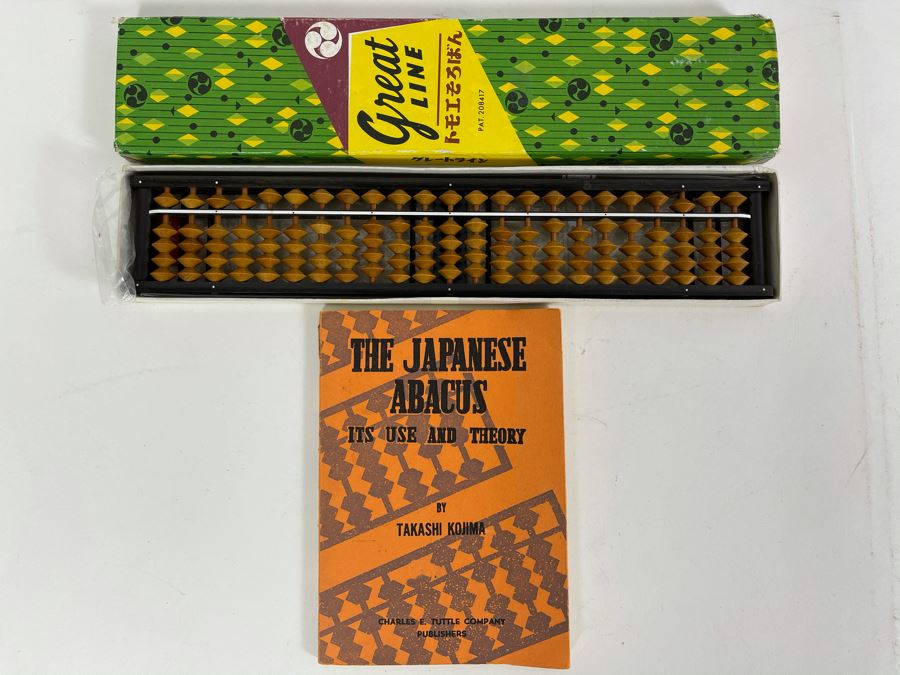 Great
LINE
トモエそろばん
PAT. 208417
グレートライン
THE JAPANESE
ABACUS
ITS USE AND THEORY
BY
TAKASHI KOJIMA
CHARLES E. TUTTLE COMPANY
PUBLISHERS